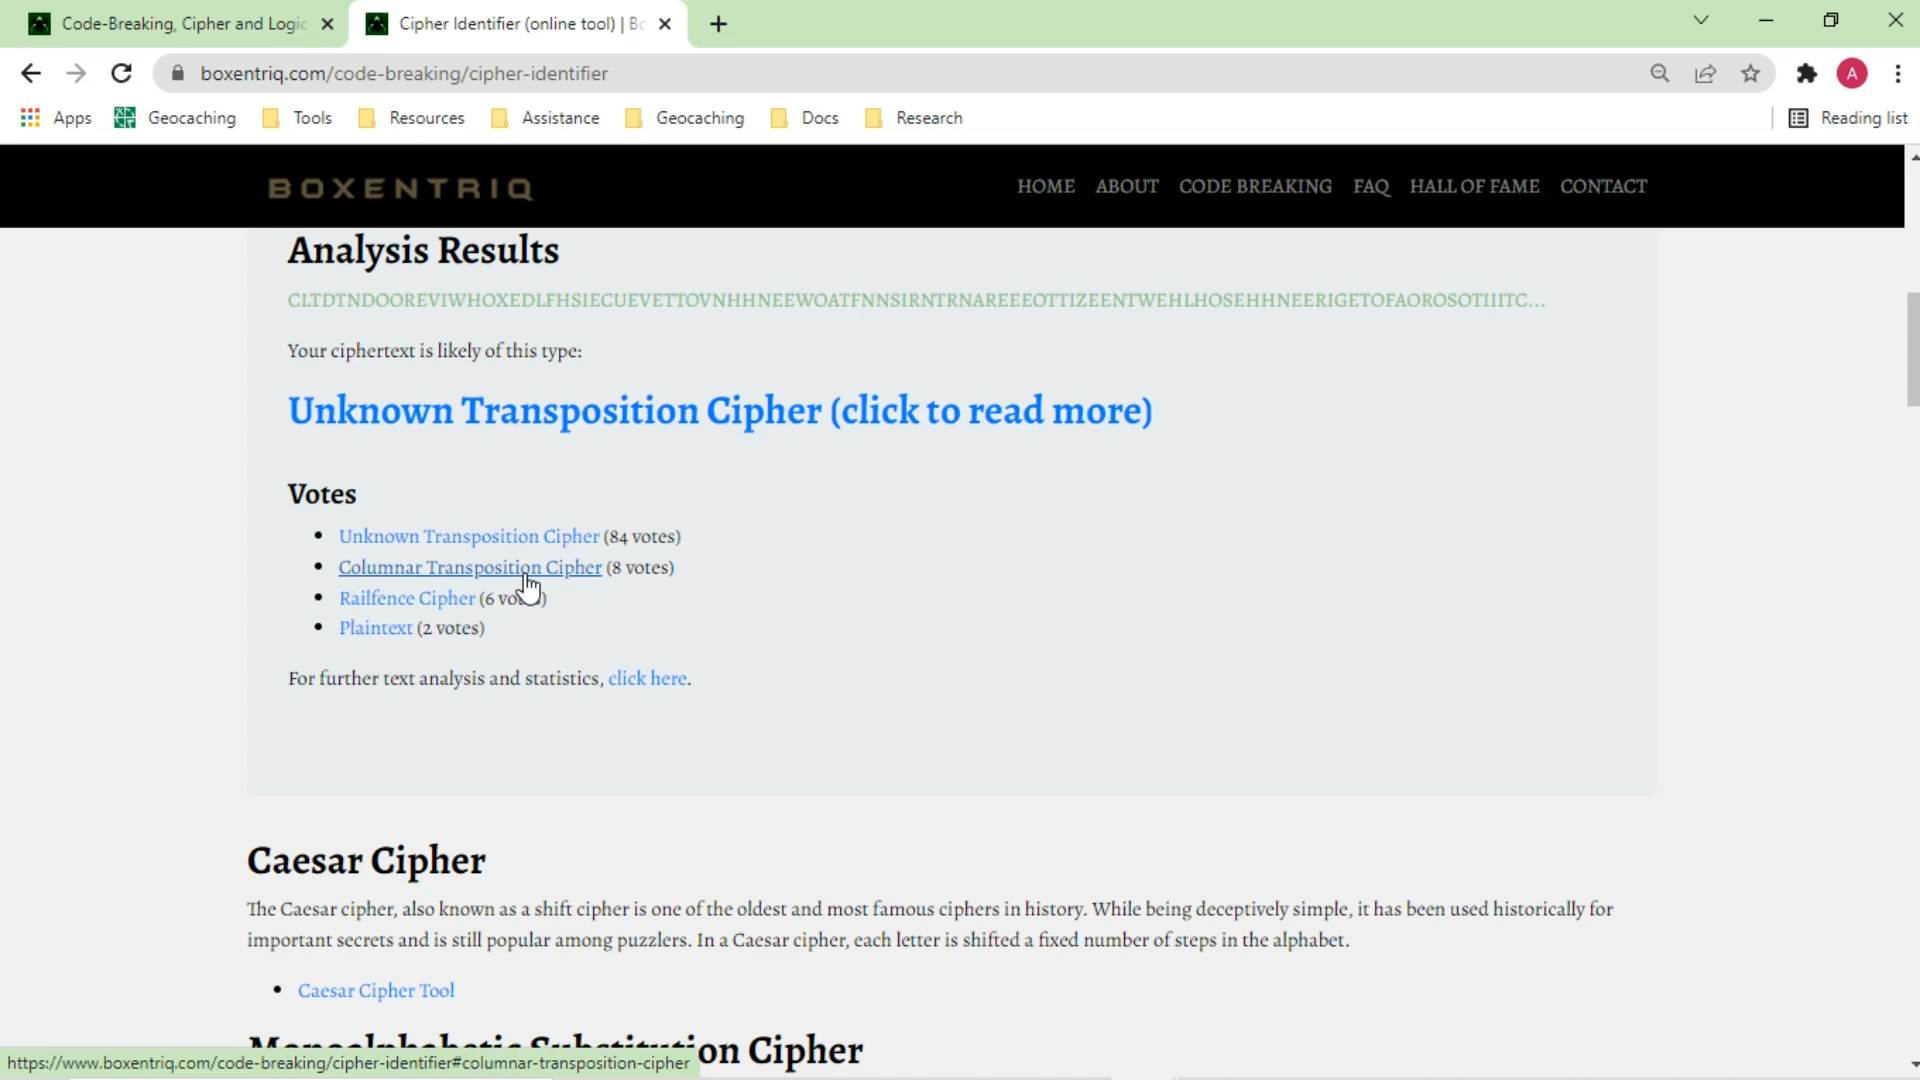 Code-Breaking, Cipher and Logic
Cipher Identifier (online tool) | Bo
boxentriq.com/code-breaking/cipher-identifier
A
Apps
Geocaching
Tools
Resources
Assistance
Geocaching
Docs
Research
Reading list
BOXENTRIQ
HOME
ABOUT
CODE BREAKING
FAQ
HALL OF FAME
CONTACT
Analysis Results
CLTDTNDOOREVIWHOXEDLFHSIECUEVETTOVNHHNEEWOATFNNSIRNTRNAREEEOTTIZEENTWEHLHOSEHHNEERIGETOFAOROSOTIIITC...
Your ciphertext is likely of this type:
Unknown Transposition Cipher (click to read more)
Votes
Unknown Transposition Cipher (84 votes)
Columnar Transposition Cipher (8 votes)
Railfence Cipher (6
Plaintext (2 votes)
For further text analysis and statistics, click here.
Caesar Cipher
The Caesar cipher, also known as a shift cipher is one of the oldest and most famous ciphers in history. While being deceptively simple, it has been used historically for
important secrets and is still popular among puzzlers. In a Caesar cipher, each letter is shifted a fixed number of steps in the alphabet.
Caesar Cipher Tool
Monoalphabetic Substitution Cipher
https://www.boxentriq.com/code-breaking/cipher-identifier#columnar-transposition-cipher